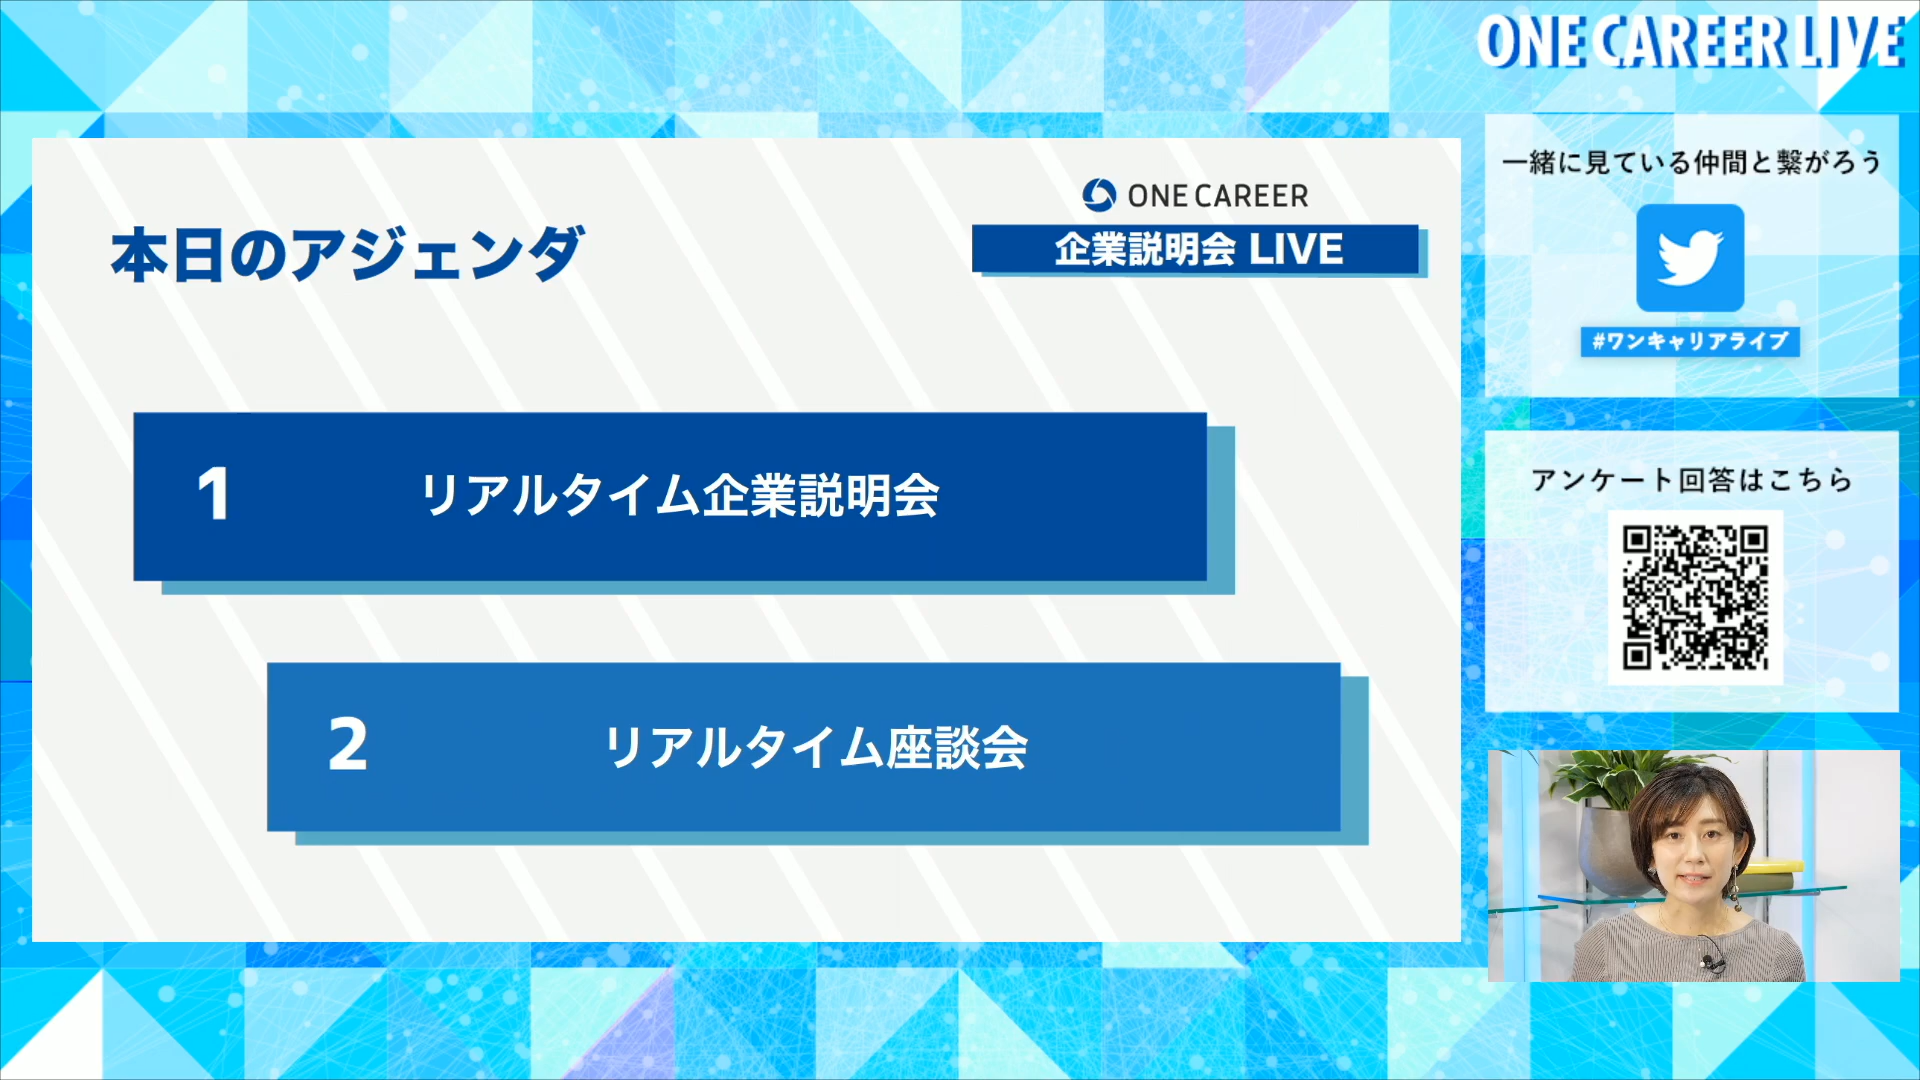 ONE CAREER LIVE
本日のアジェンダ
ONE CAREER
企業説明会 LIVE
1 リアルタイム企業説明会
2 リアルタイム座談会
一緒に見ている仲間と繋がろう
#ワンキャリアライブ
アンケート回答はこちら